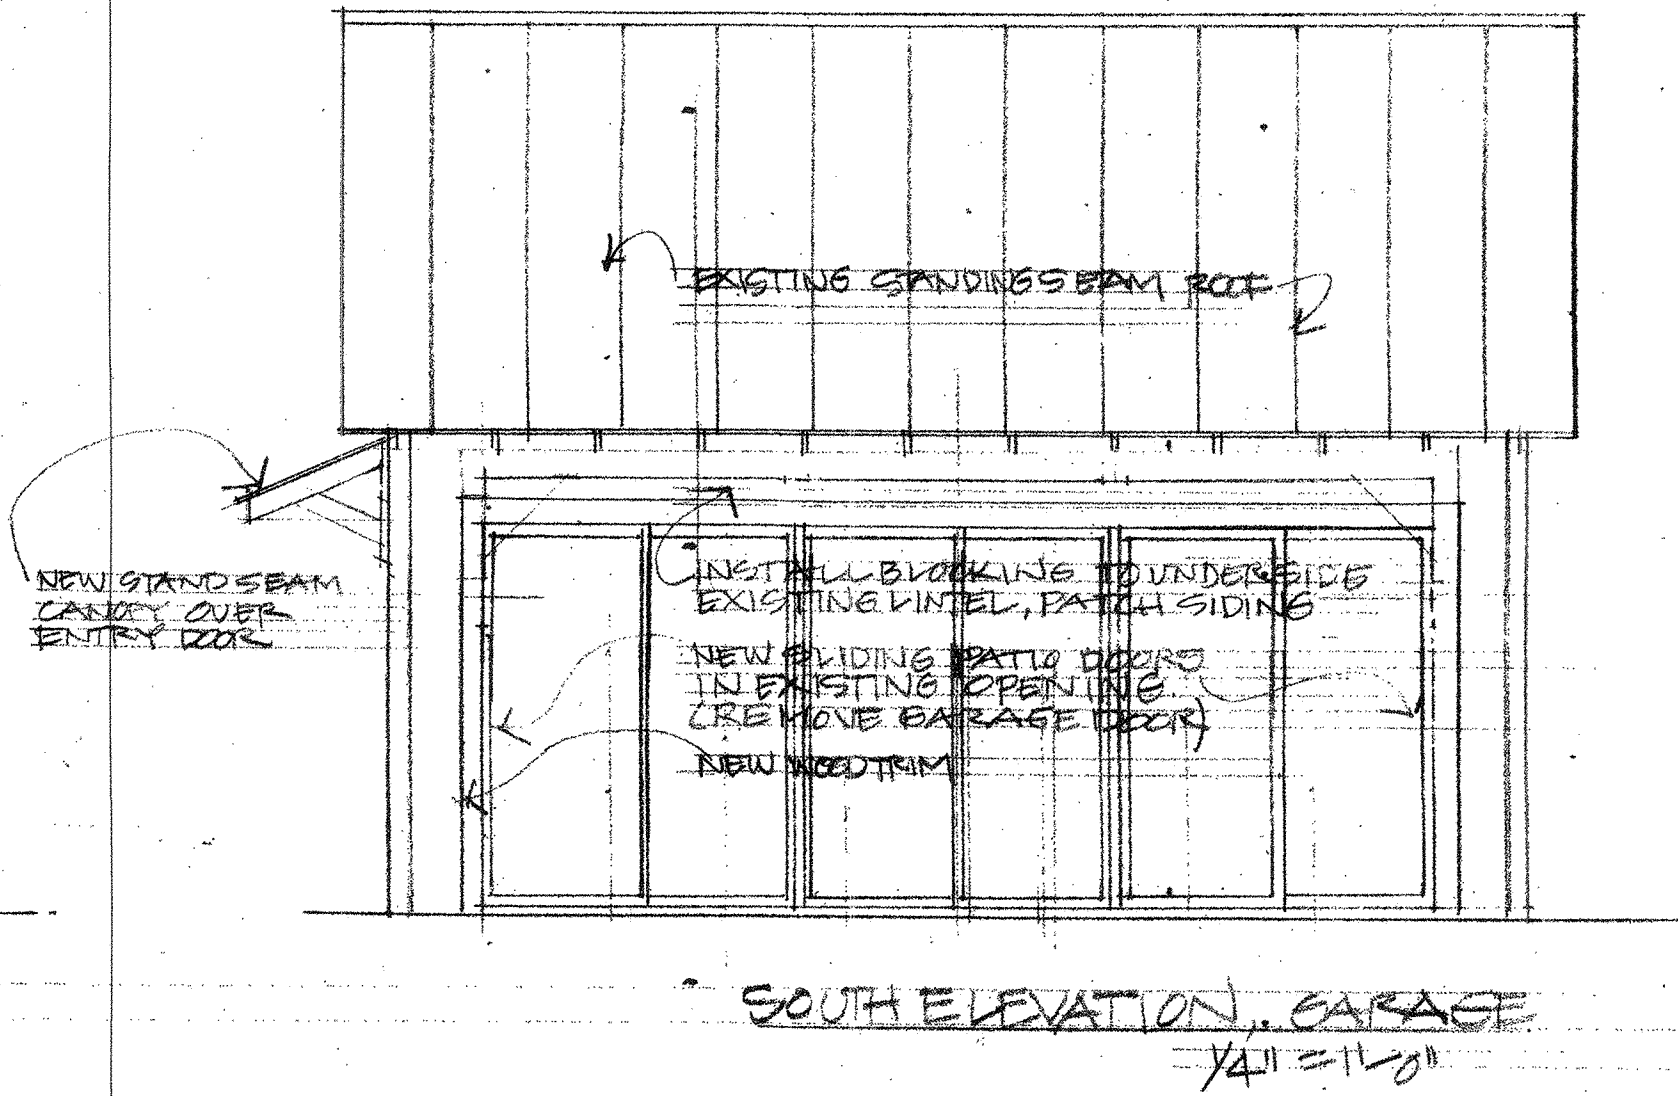 EXISTING STANDING SEAM ROOF
NEW STAND SEAM
CANOPY OVER
ENTRY DOOR
INSTALL BLOCKING TO UNDERSIDE
EXISTING LINTEL, PATCH SIDING
NEW SLIDING PATIO DOORS
IN EXISTING OPENING
(REMOVE GARAGE DOOR)
NEW WOOD TRIM
SOUTH ELEVATION, GARAGE
1/4" = 1'-0"